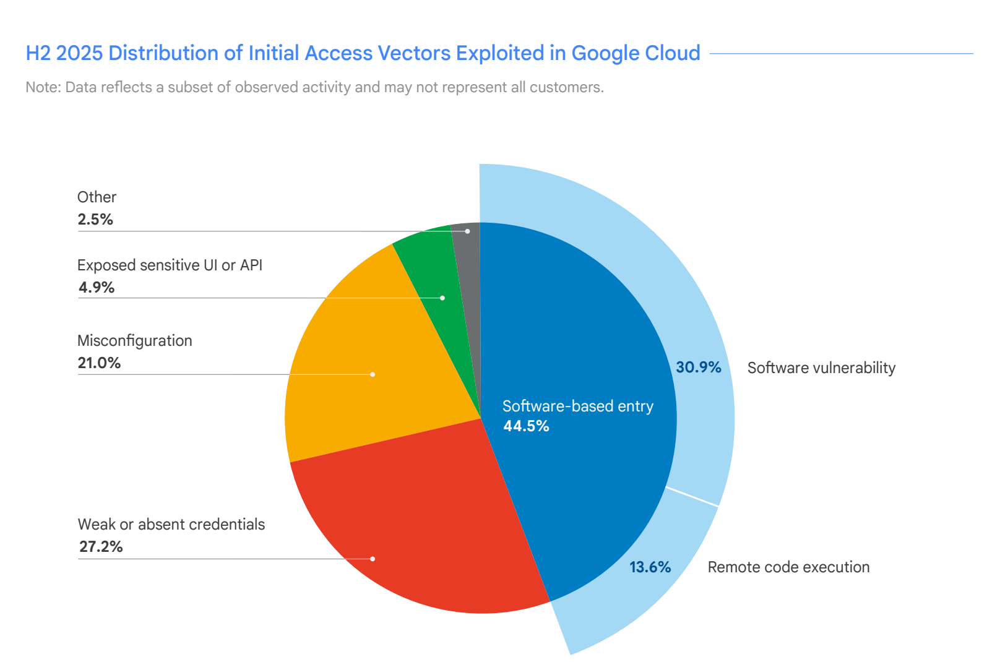 H2 2025 Distribution of Initial Access Vectors Exploited in Google Cloud
Note: Data reflects a subset of observed activity and may not represent all customers.
Other
2.5%
Exposed sensitive UI or API
4.9%
Misconfiguration
21.0%
Weak or absent credentials
27.2%
Software-based entry
44.5%
30.9%
Software vulnerability
13.6%
Remote code execution